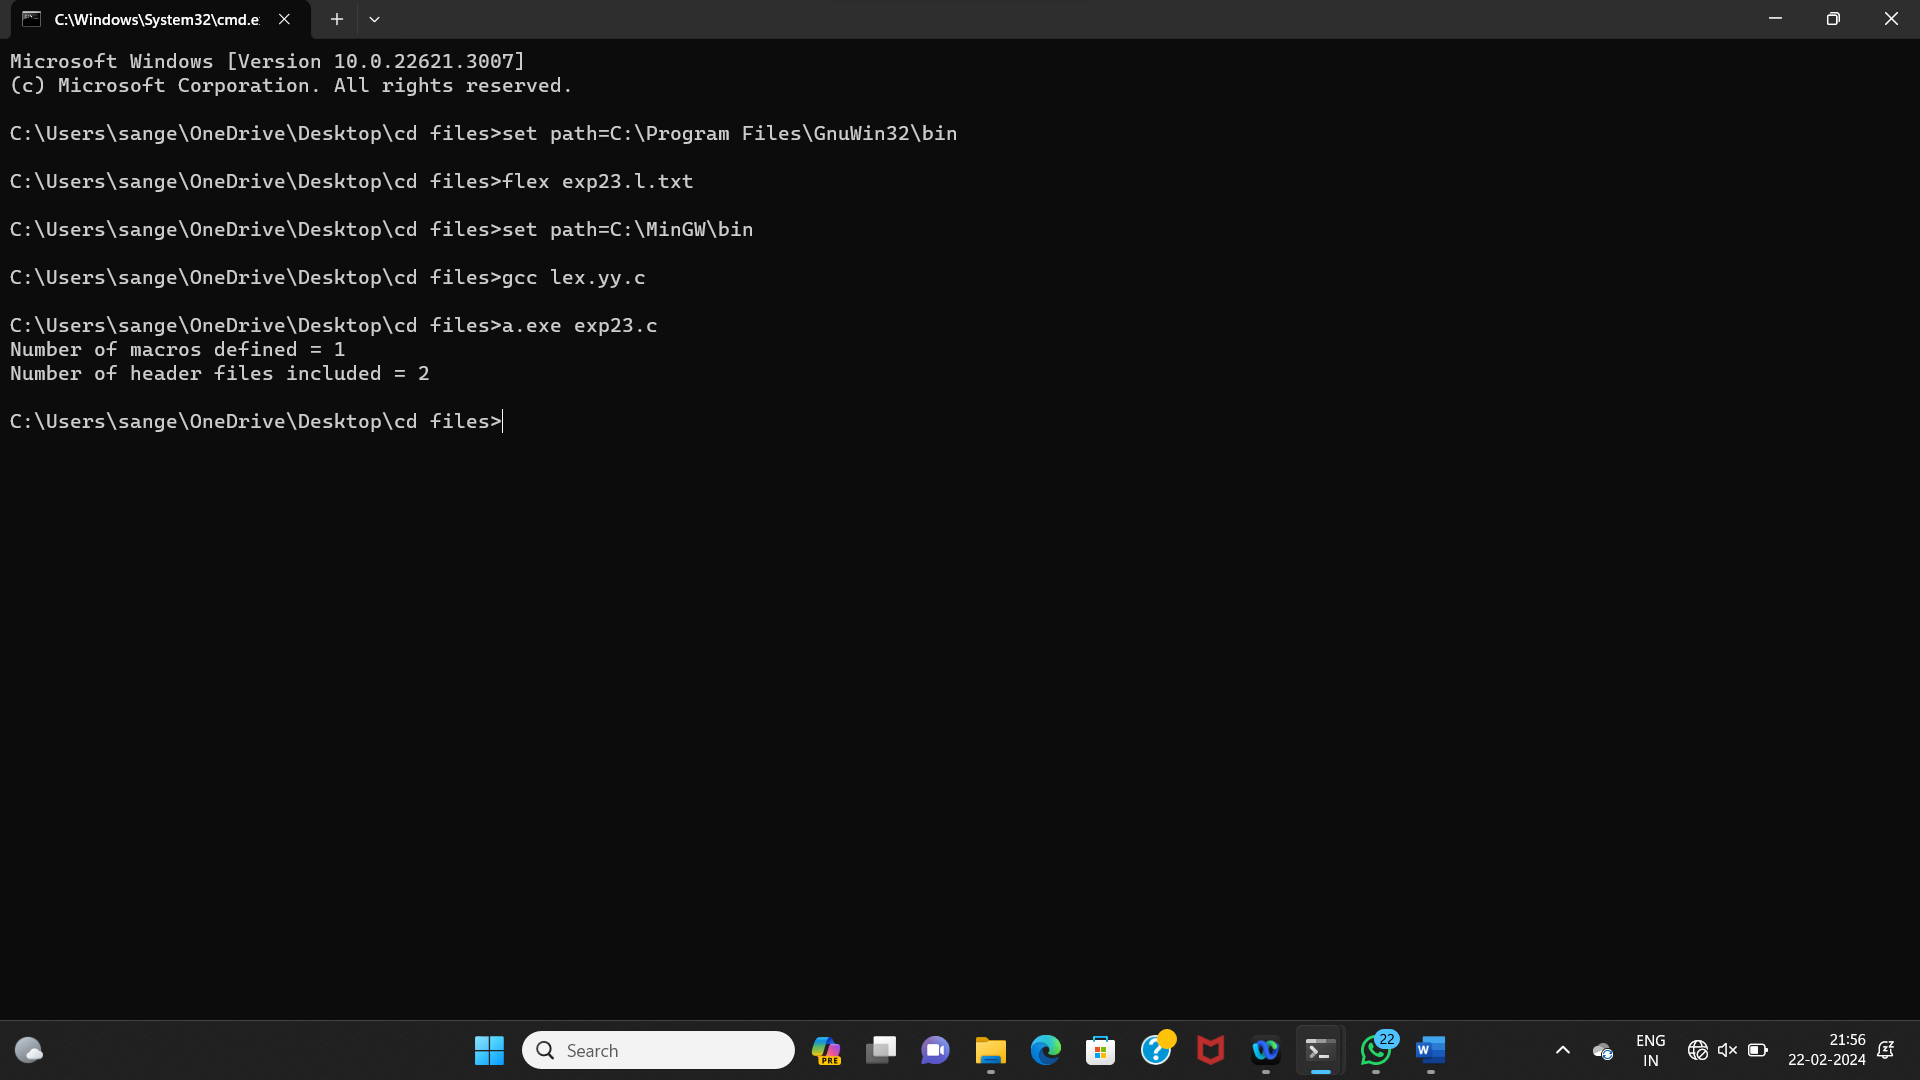 C:\Windows\System32\cmd.e
Microsoft Windows [Version 10.0.22621.3007]
(c) Microsoft Corporation. All rights reserved.
C:\Users\sange\OneDrive\Desktop\cd files>set path=C:\Program Files\GnuWin32\bin
C:\Users\sange\OneDrive\Desktop\cd files>flex exp23.l.txt
C:\Users\sange\OneDrive\Desktop\cd files>set path=C:\MinGW\bin
C:\Users\sange\OneDrive\Desktop\cd files>gcc lex.yy.c
C:\Users\sange\OneDrive\Desktop\cd files>a.exe exp23.c
Number of macros defined = 1
Number of header files included = 2
C:\Users\sange\OneDrive\Desktop\cd files>
Search
PRE
22
W
ENG
IN
21:56
22-02-2024